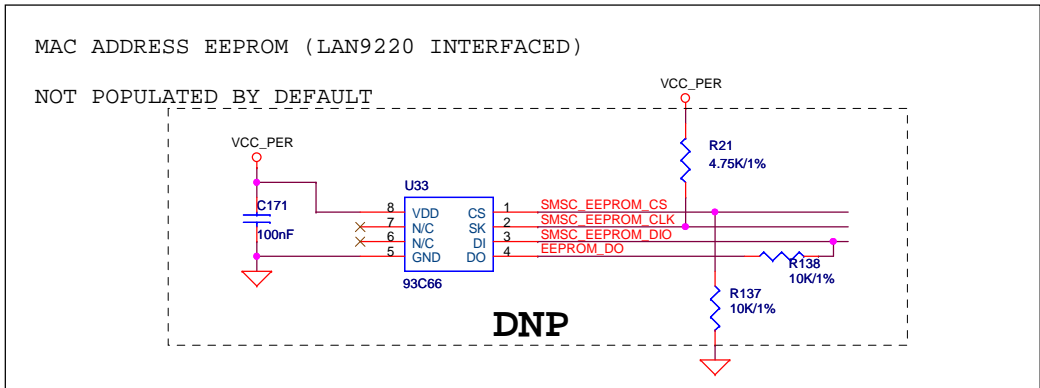 MAC ADDRESS EEPROM (LAN9220 INTERFACED)
NOT POPULATED BY DEFAULT
VCC_PER
VCC_PER
R21
4.75K/1%
C171
100nF
U33
8 VDD CS 1 SMSC_EEPROM_CS
7 N/C SK 2 SMSC_EEPROM_CLK
6 N/C DI 3 SMSC_EEPROM_DIO
5 GND DO 4 EEPROM_DO
93C66
R138
10K/1%
R137
10K/1%
DNP